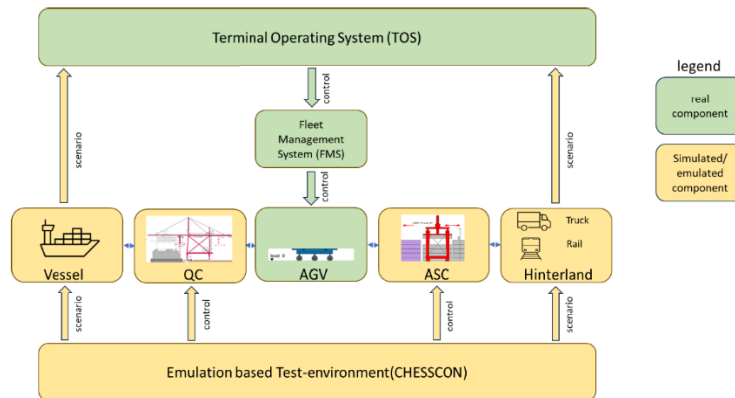 Terminal Operating System (TOS)
legend
real
component
Simulated/
emulated
component
control
Fleet
Management
System (FMS)
scenario
control
scenario
Vessel
QC
AGV
ASC
Truck
Rail
Hinterland
scenario
control
control
scenario
Emulation based Test-environment(CHESSCON)